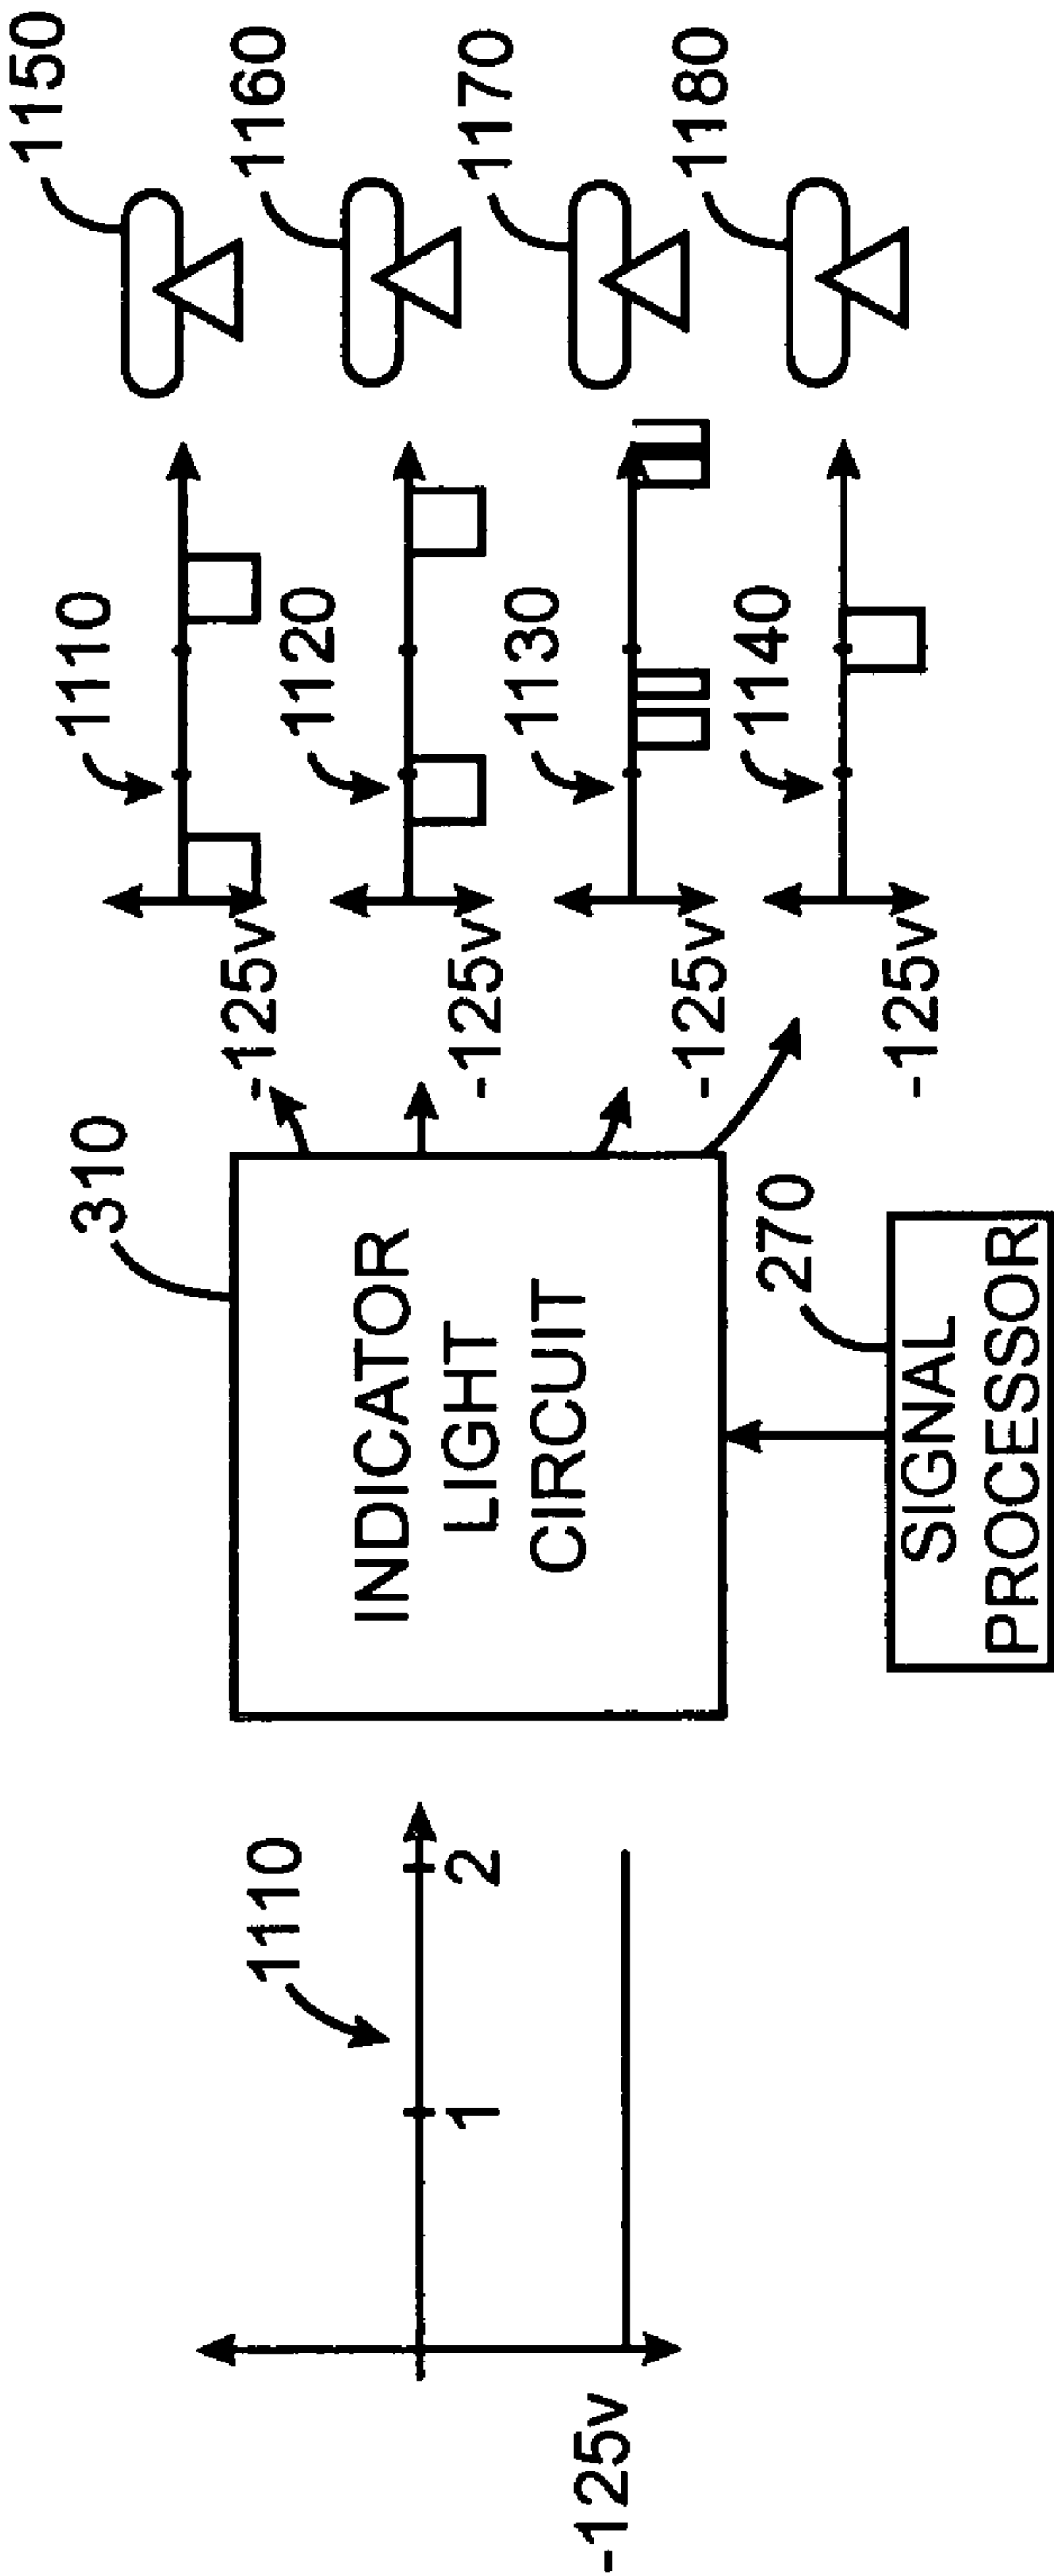 1110
1
2
-125v
310
INDICATOR
LIGHT
CIRCUIT
270
SIGNAL
PROCESSOR
1110
-125v
1120
-125v
1130
-125v
1140
-125v
1150
1160
1170
1180